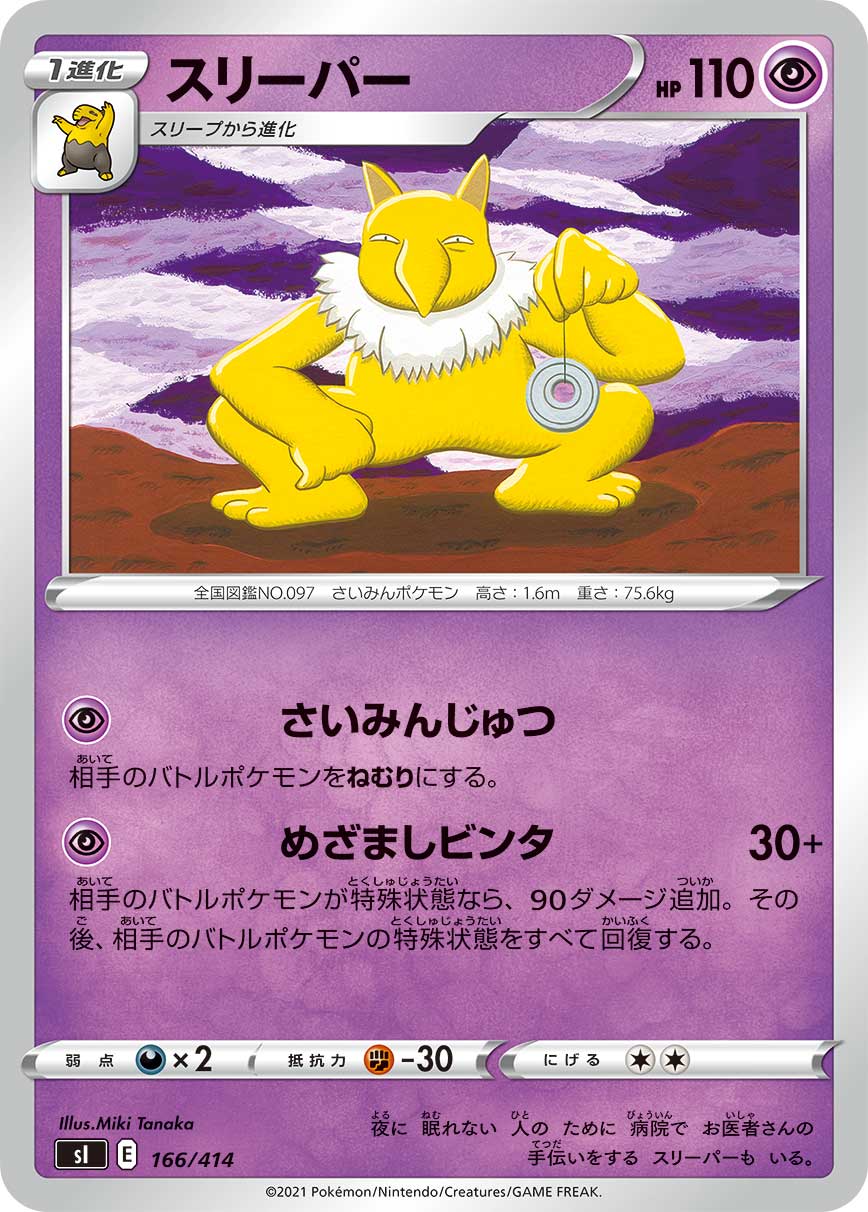 1進化
スリーパー
HP 110
スリープから進化
全国図鑑NO.097 さいみんポケモン 高さ：1.6m 重さ：75.6kg
さいみんじゅつ
相手のバトルポケモンをねむりにする。
めざましビンタ 30+
相手のバトルポケモンが特殊状態なら、90ダメージ追加。その
後、相手のバトルポケモンの特殊状態をすべて回復する。
弱点 ×2 抵抗力 -30 にげる
Illus.Miki Tanaka
夜に 眠れない 人の ために 病院で お医者さんの
手伝いをする スリーパーも いる。
sI E 166/414
©2021 Pokémon/Nintendo/Creatures/GAME FREAK.